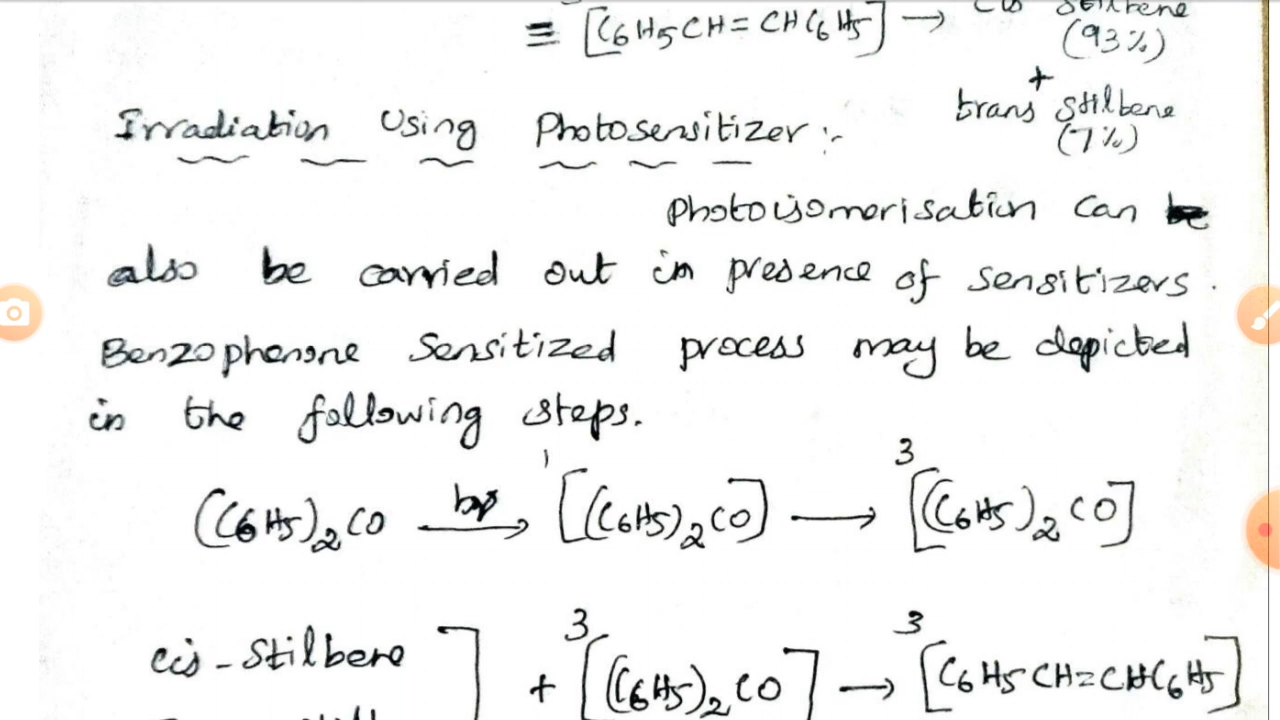 ≡ [C6H5CH=CHC6H5] → cis stilbene
(93%)
+
trans stilbene
(7%)
Irradiation Using Photosensitizer :-
Photoisomerisation can be
also be carried out in presence of sensitizers.
Benzophenone Sensitized process may be depicted
in the following steps.
(C6H5)2CO —hν→ ¹[(C6H5)2CO] → ³[(C6H5)2CO]
cis-Stilbene ] + ³[(C6H5)2CO] → ³[C6H5CH=CHC6H5]